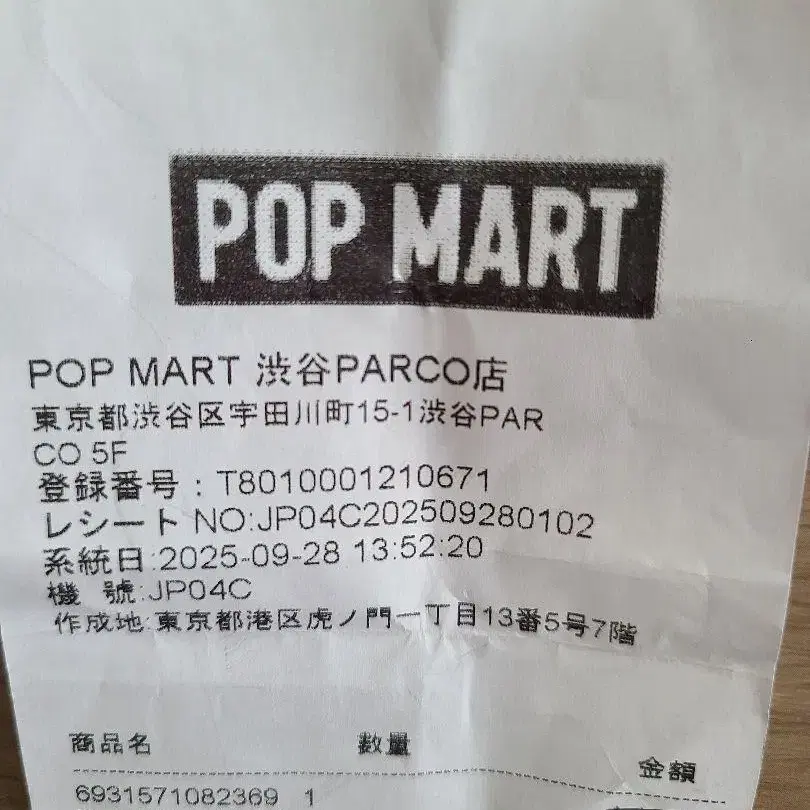 POP MART
POP MART 渋谷PARCO店
東京都渋谷区宇田川町15-1渋谷PAR
CO 5F
登録番号：T8010001210671
レシート NO:JP04C202509280102
系統日:2025-09-28 13:52:20
機 號:JP04C
作成地:東京都港区虎ノ門一丁目13番5号7階
商品名 数量 金額
6931571082369 1